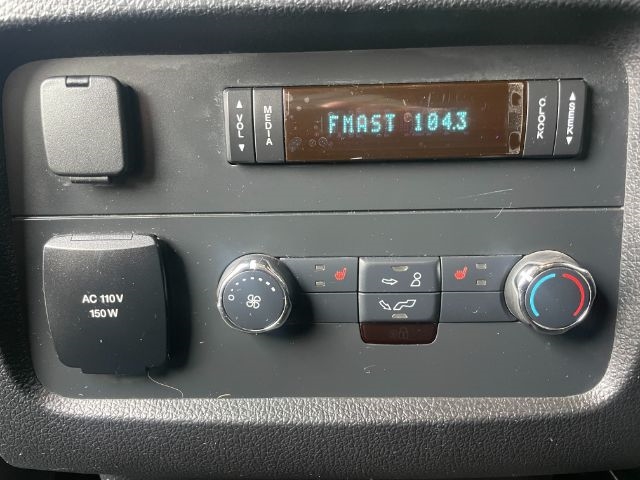 VOL
MEDIA
FMAST 104.3
CLOCK
SEEK
AC 110V
150W
O